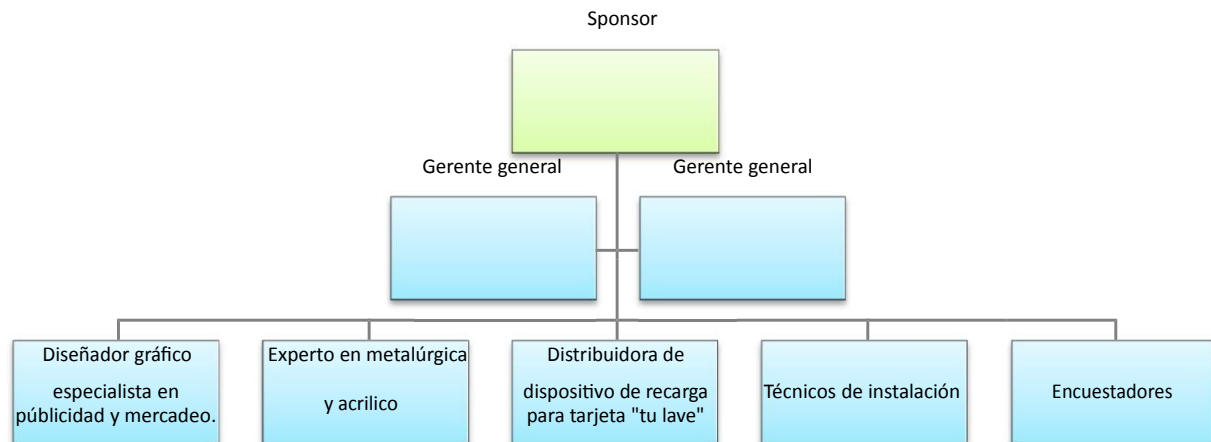 Sponsor
Gerente general
Gerente general
Diseñador gráfico
especialista en
públicidad y mercadeo.
Experto en metalúrgica
y acrilico
Distribuidora de
dispositivo de recarga
para tarjeta "tu lave"
Técnicos de instalación
Encuestadores